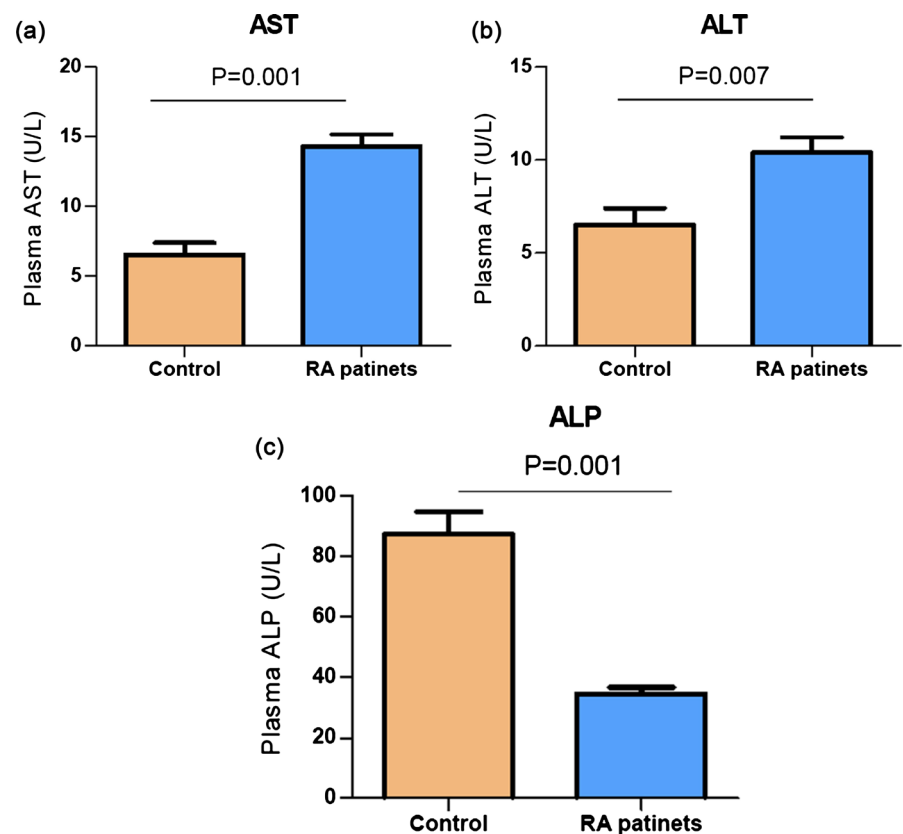 (a)
AST
P=0.001
Plasma AST (U/L)
20
15
10
5
0
Control
RA patinets
(b)
ALT
P=0.007
Plasma ALT (U/L)
15
10
5
0
Control
RA patinets
(c)
ALP
P=0.001
Plasma ALP (U/L)
100
80
60
40
20
0
Control
RA patinets